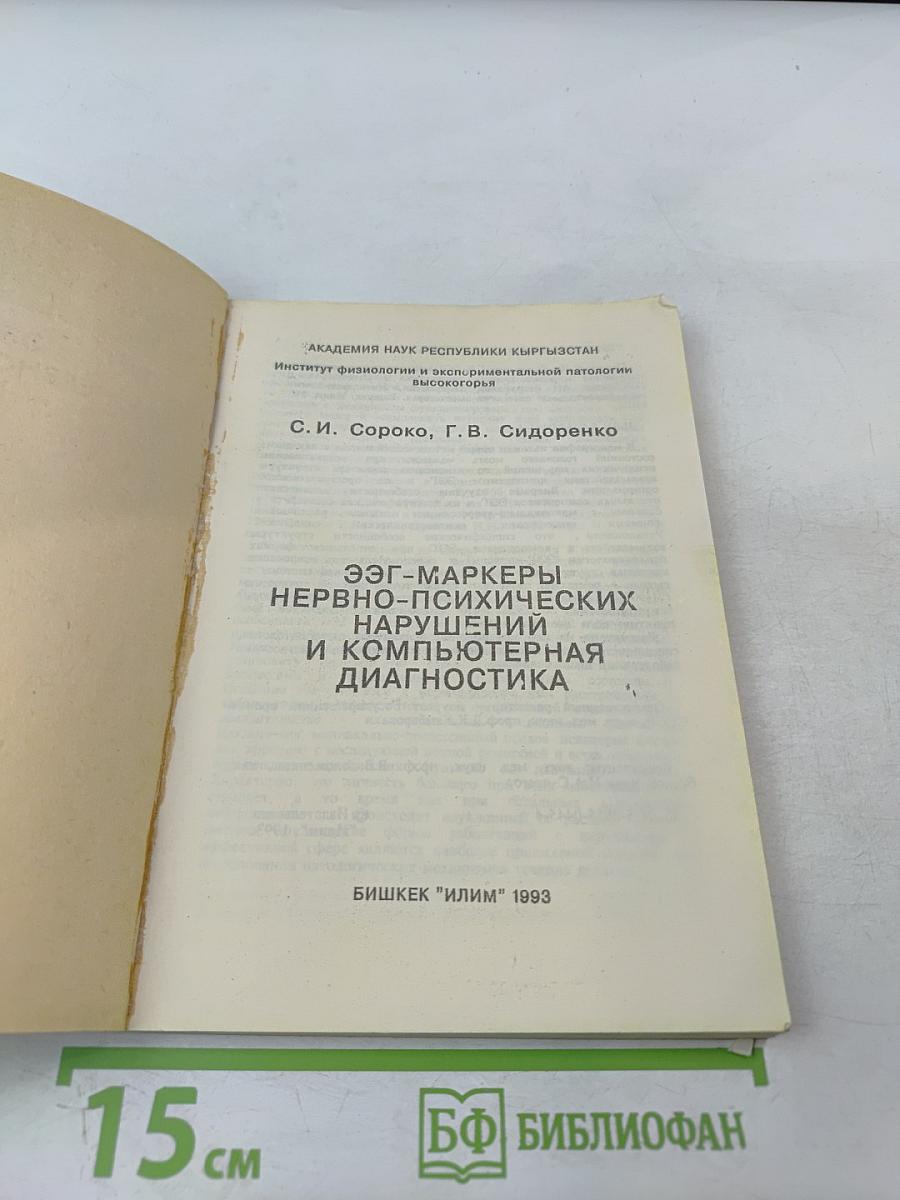 АКАДЕМИЯ НАУК РЕСПУБЛИКИ КЫРГЫЗСТАН
Институт физиологии и экспериментальной патологии
высокогорья
С. И. Сороко, Г. В. Сидоренко
ЭЭГ-МАРКЕРЫ
НЕРВНО-ПСИХИЧЕСКИХ
НАРУШЕНИЙ
И КОМПЬЮТЕРНАЯ
ДИАГНОСТИКА
БИШКЕК "ИЛИМ" 1993
15 см
БФ БИБЛИОФАН